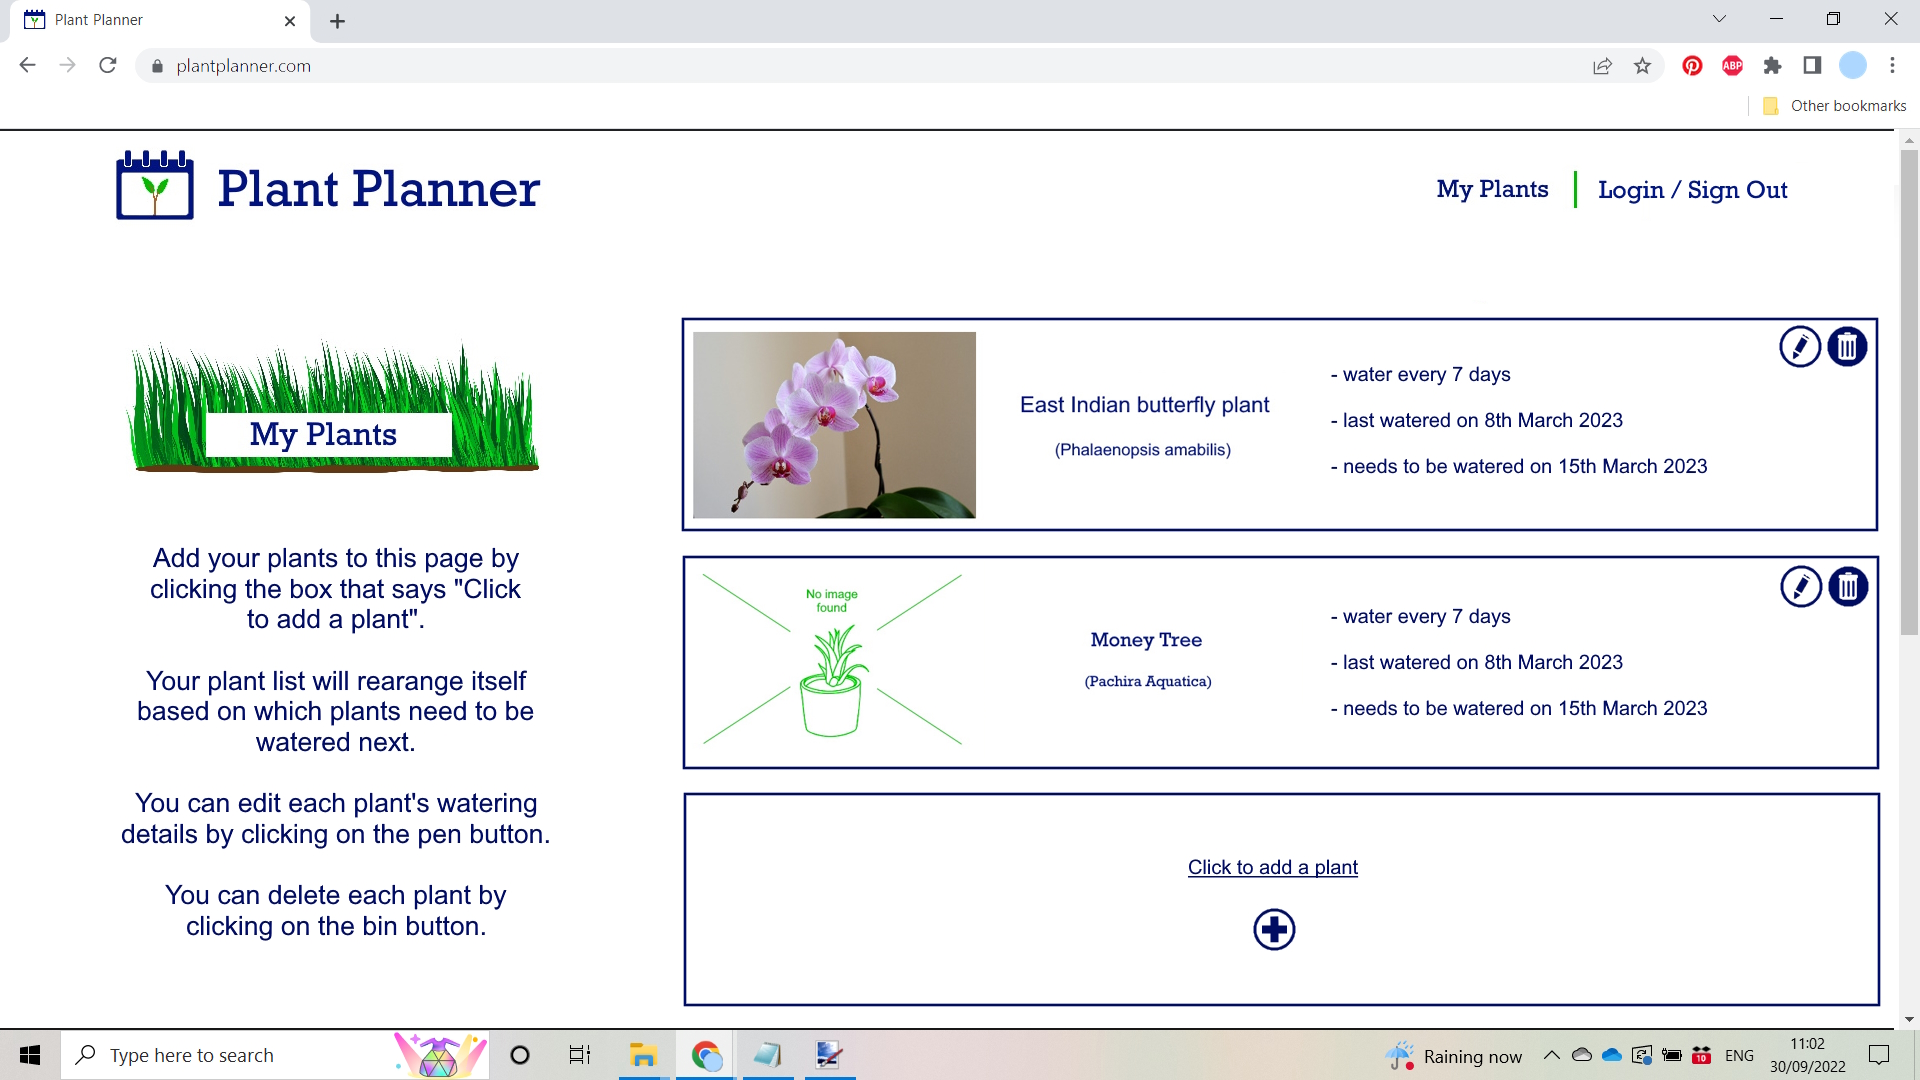 Plant Planner
plantplanner.com
ABP
Other bookmarks
Plant Planner
My Plants
Login / Sign Out
My Plants
Add your plants to this page by
clicking the box that says "Click
to add a plant".
Your plant list will rearrange itself
based on which plants need to be
watered next.
You can edit each plant's watering
details by clicking on the pen button.
You can delete each plant by
clicking on the bin button.
East Indian butterfly plant
(Phalaenopsis amabilis)
- water every 7 days
- last watered on 8th March 2023
- needs to be watered on 15th March 2023
No image
found
Money Tree
(Pachira Aquatica)
- water every 7 days
- last watered on 8th March 2023
- needs to be watered on 15th March 2023
Click to add a plant
Type here to search
Raining now
10
ENG
11:02
30/09/2022